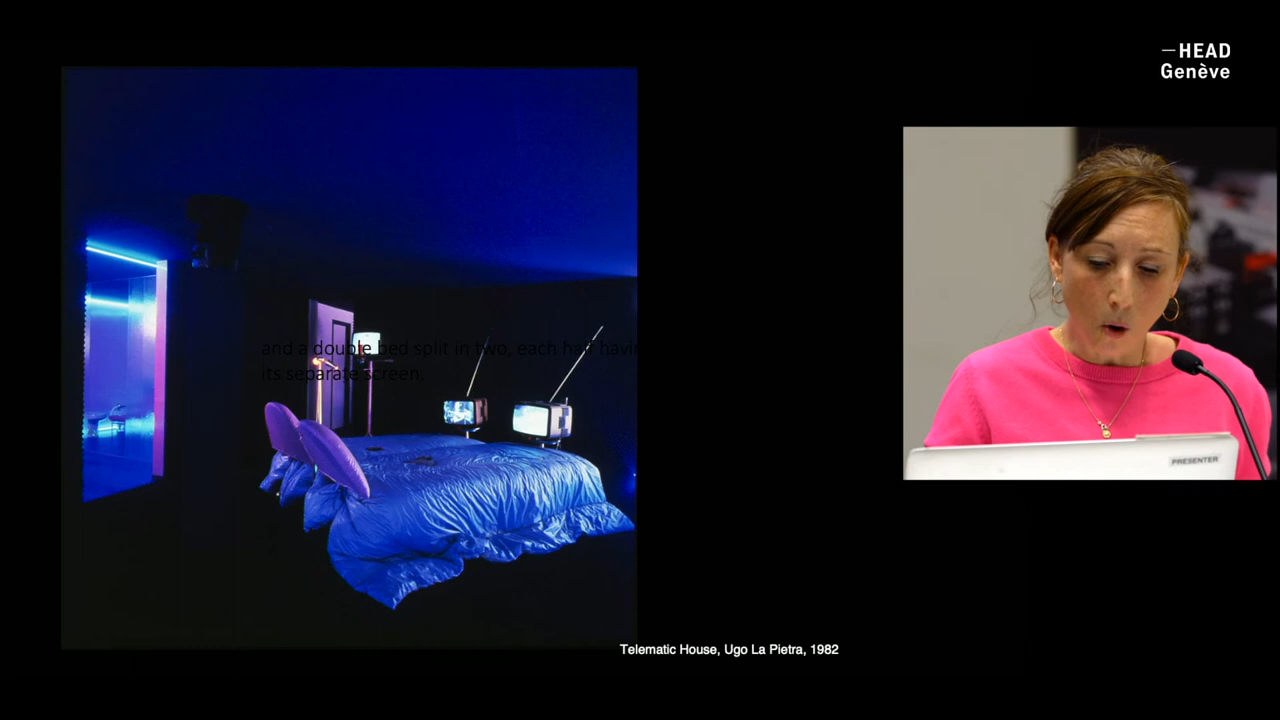 —HEAD
Genève
and a double bed split in two, each half havin
its separate screen.
PRESENTER
Telematic House, Ugo La Pietra, 1982